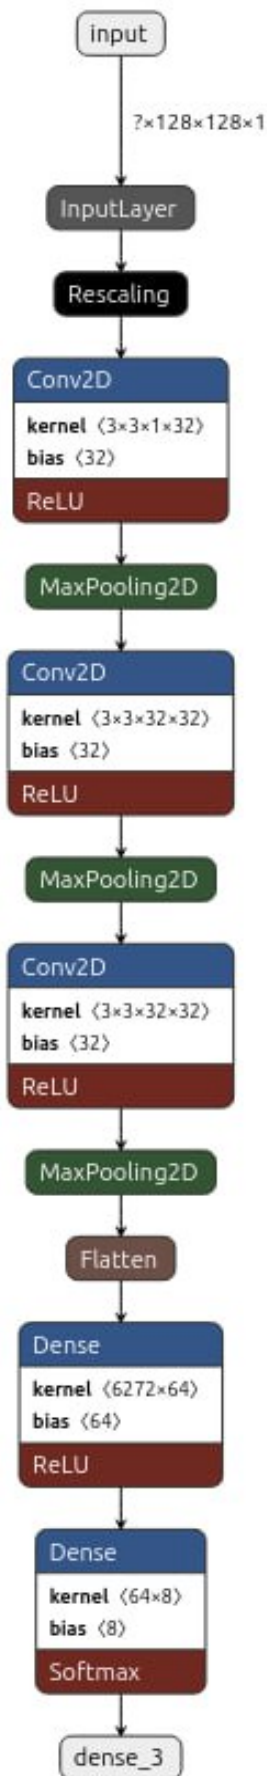 input
?×128×128×1
InputLayer
Rescaling
Conv2D
kernel ⟨3×3×1×32⟩
bias ⟨32⟩
ReLU
MaxPooling2D
Conv2D
kernel ⟨3×3×32×32⟩
bias ⟨32⟩
ReLU
MaxPooling2D
Conv2D
kernel ⟨3×3×32×32⟩
bias ⟨32⟩
ReLU
MaxPooling2D
Flatten
Dense
kernel ⟨6272×64⟩
bias ⟨64⟩
ReLU
Dense
kernel ⟨64×8⟩
bias ⟨8⟩
Softmax
dense_3